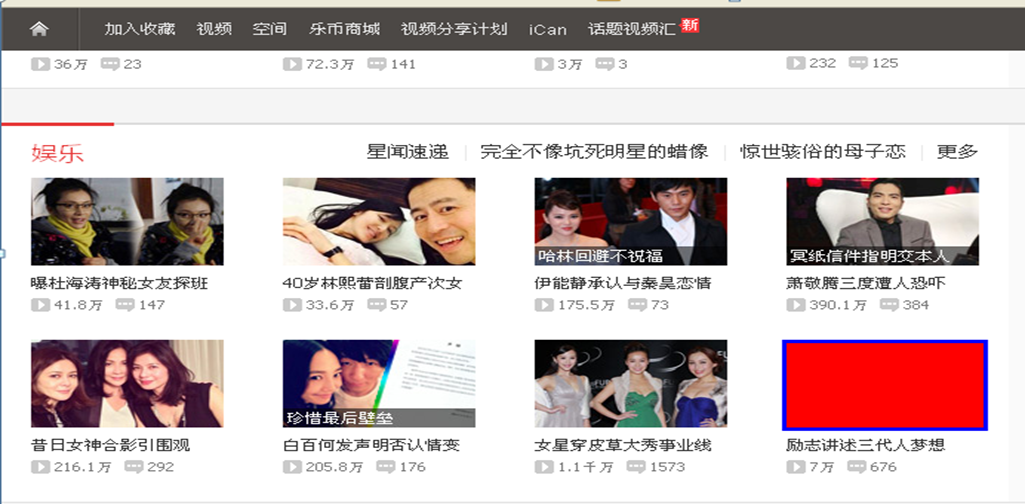 加入收藏 视频 空间 乐币商城 视频分享计划 iCan 话题视频汇 新
36万 23 72.3万 141 3万 3 232 125
娱乐 星闻速递 完全不像坑死明星的蜡像 惊世骇俗的母子恋 更多
哈林回避不祝福 冥纸信件指明交本人
曝杜海涛神秘女友探班 40岁林熙蕾剖腹产次女 伊能静承认与秦昊恋情 萧敬腾三度遭人恐吓
41.8万 147 33.6万 57 175.5万 73 390.1万 384
珍惜最后壁垒
昔日女神合影引围观 白百何发声明否认情变 女星穿皮草大秀事业线 励志讲述三代人梦想
216.1万 292 205.8万 176 1.1千万 1573 7万 676